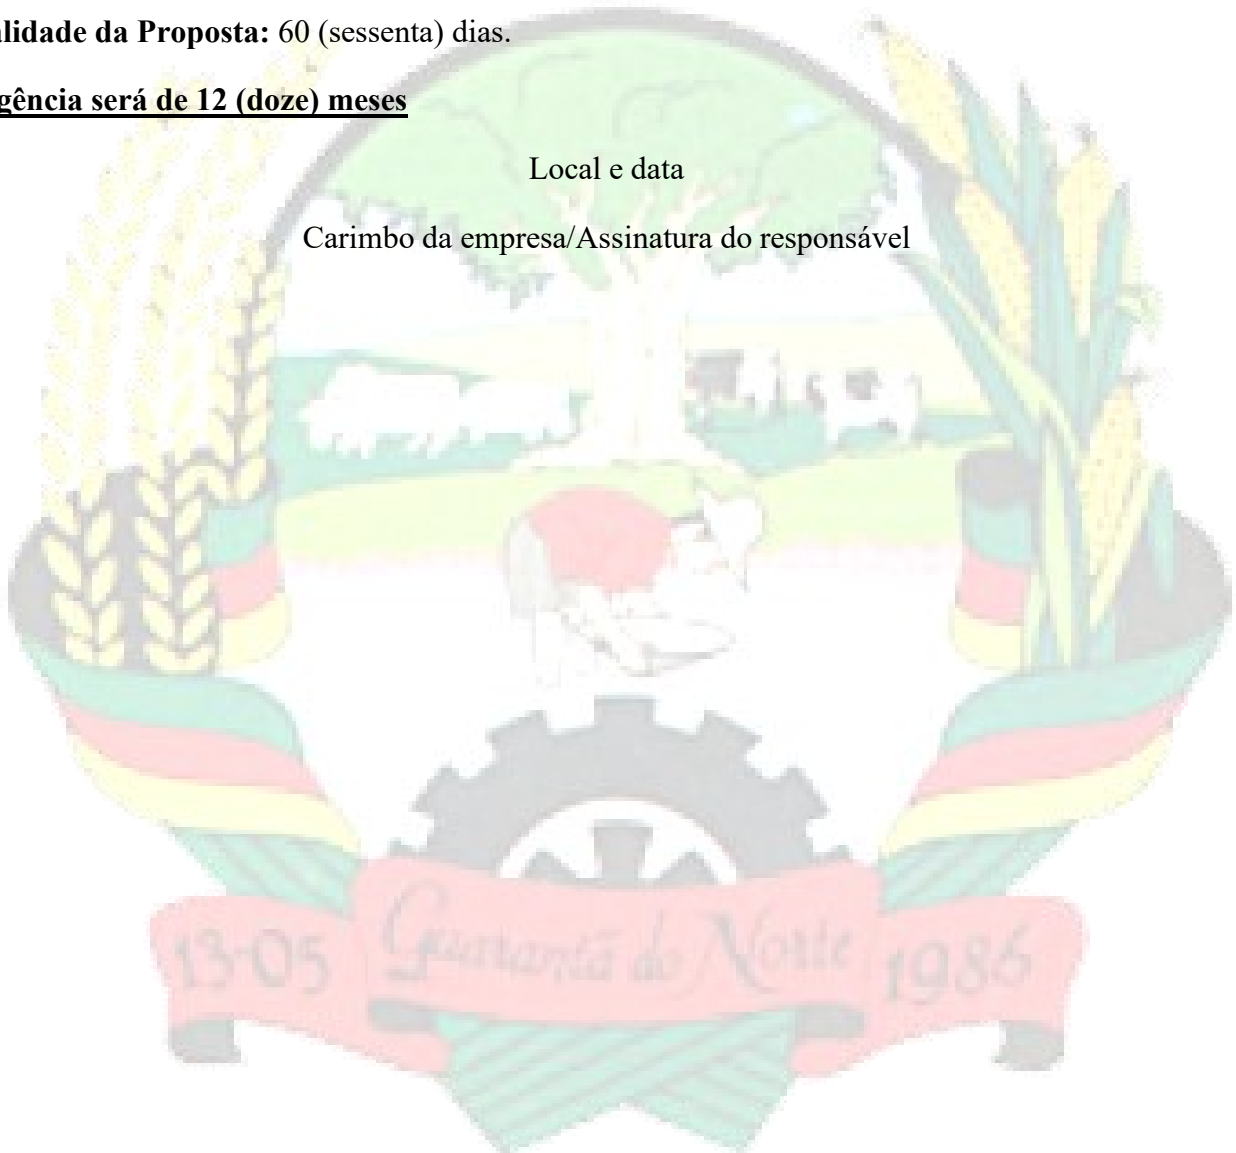 alidade da Proposta: 60 (sessenta) dias.
gência será de 12 (doze) meses
Local e data
Carimbo da empresa/Assinatura do responsável
13-05 Guarantã do Norte 1986